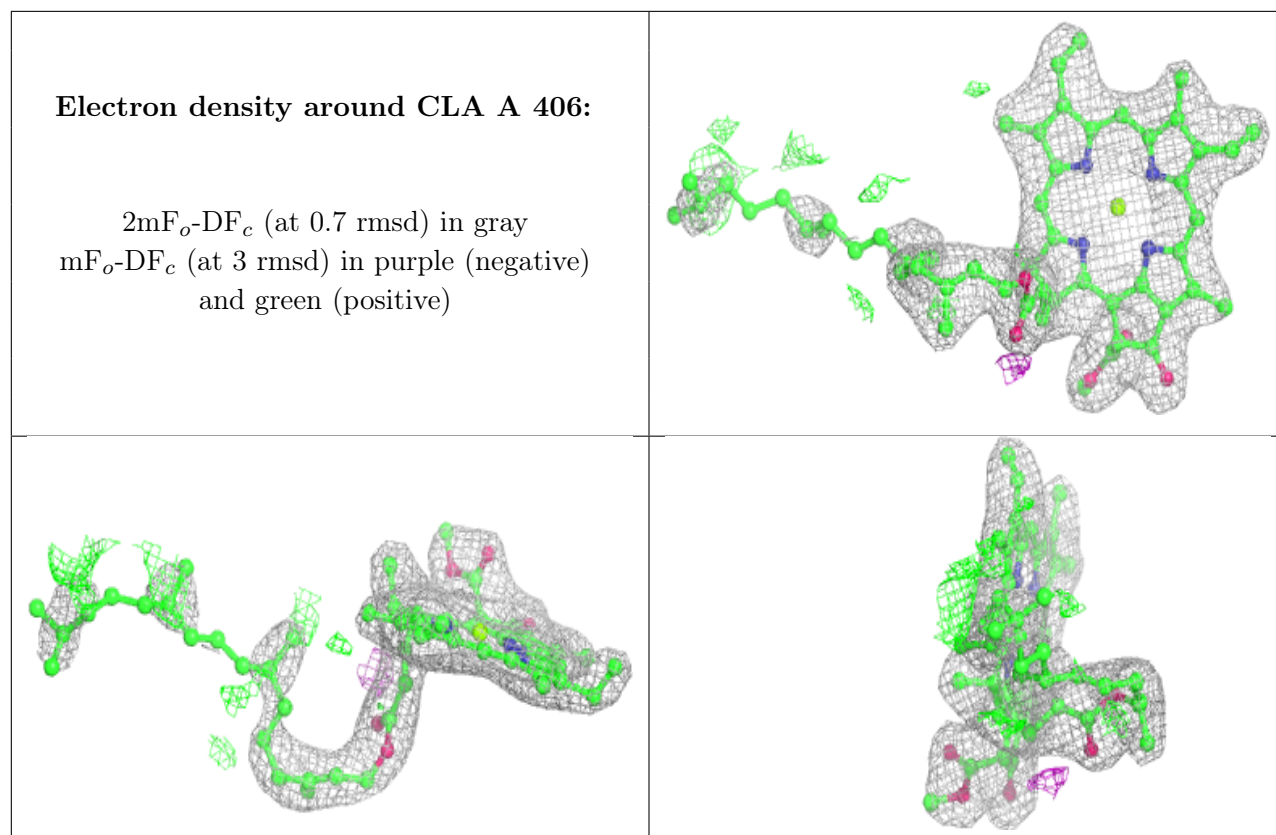 Electron density around CLA A 406:
2mFₒ-DF𝒸 (at 0.7 rmsd) in gray
mFₒ-DF𝒸 (at 3 rmsd) in purple (negative)
and green (positive)